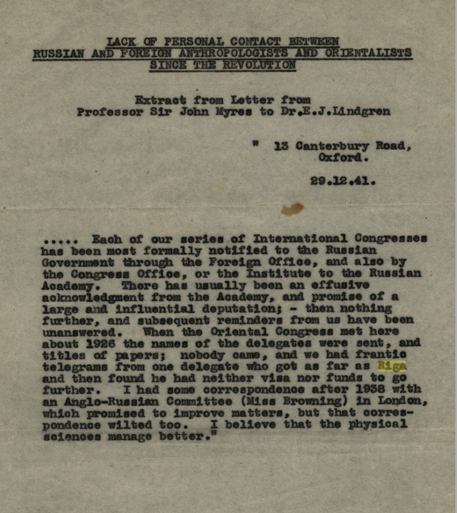 LACK OF PERSONAL CONTACT BETWEEN
RUSSIAN AND FOREIGN ANTHROPOLOGISTS AND ORIENTALISTS
SINCE THE REVOLUTION
Extract from Letter from
Professor Sir John Myres to Dr.E.J.Lindgren
" 13 Canterbury Road,
Oxford.
29.12.41.
..... Each of our series of International Congresses
has been most formally notified to the Russian
Government through the Foreign Office, and also by
the Congress Office, or the Institute to the Russian
Academy. There has usually been an effusive
acknowledgment from the Academy, and promise of a
large and influential deputation; - then nothing
further, and subsequent reminders from us have been
unanswered. When the Oriental Congress met here
about 1926 the names of the delegates were sent, and
titles of papers; nobody came, and we had frantic
telegrams from one delegate who got as far as Riga
and then found he had neither visa nor funds to go
further. I had some correspondence after 1938 with
an Anglo-Russian Committee (Miss Browning) in London,
which promised to improve matters, but that corres-
pondence wilted too. I believe that the physical
sciences manage better."